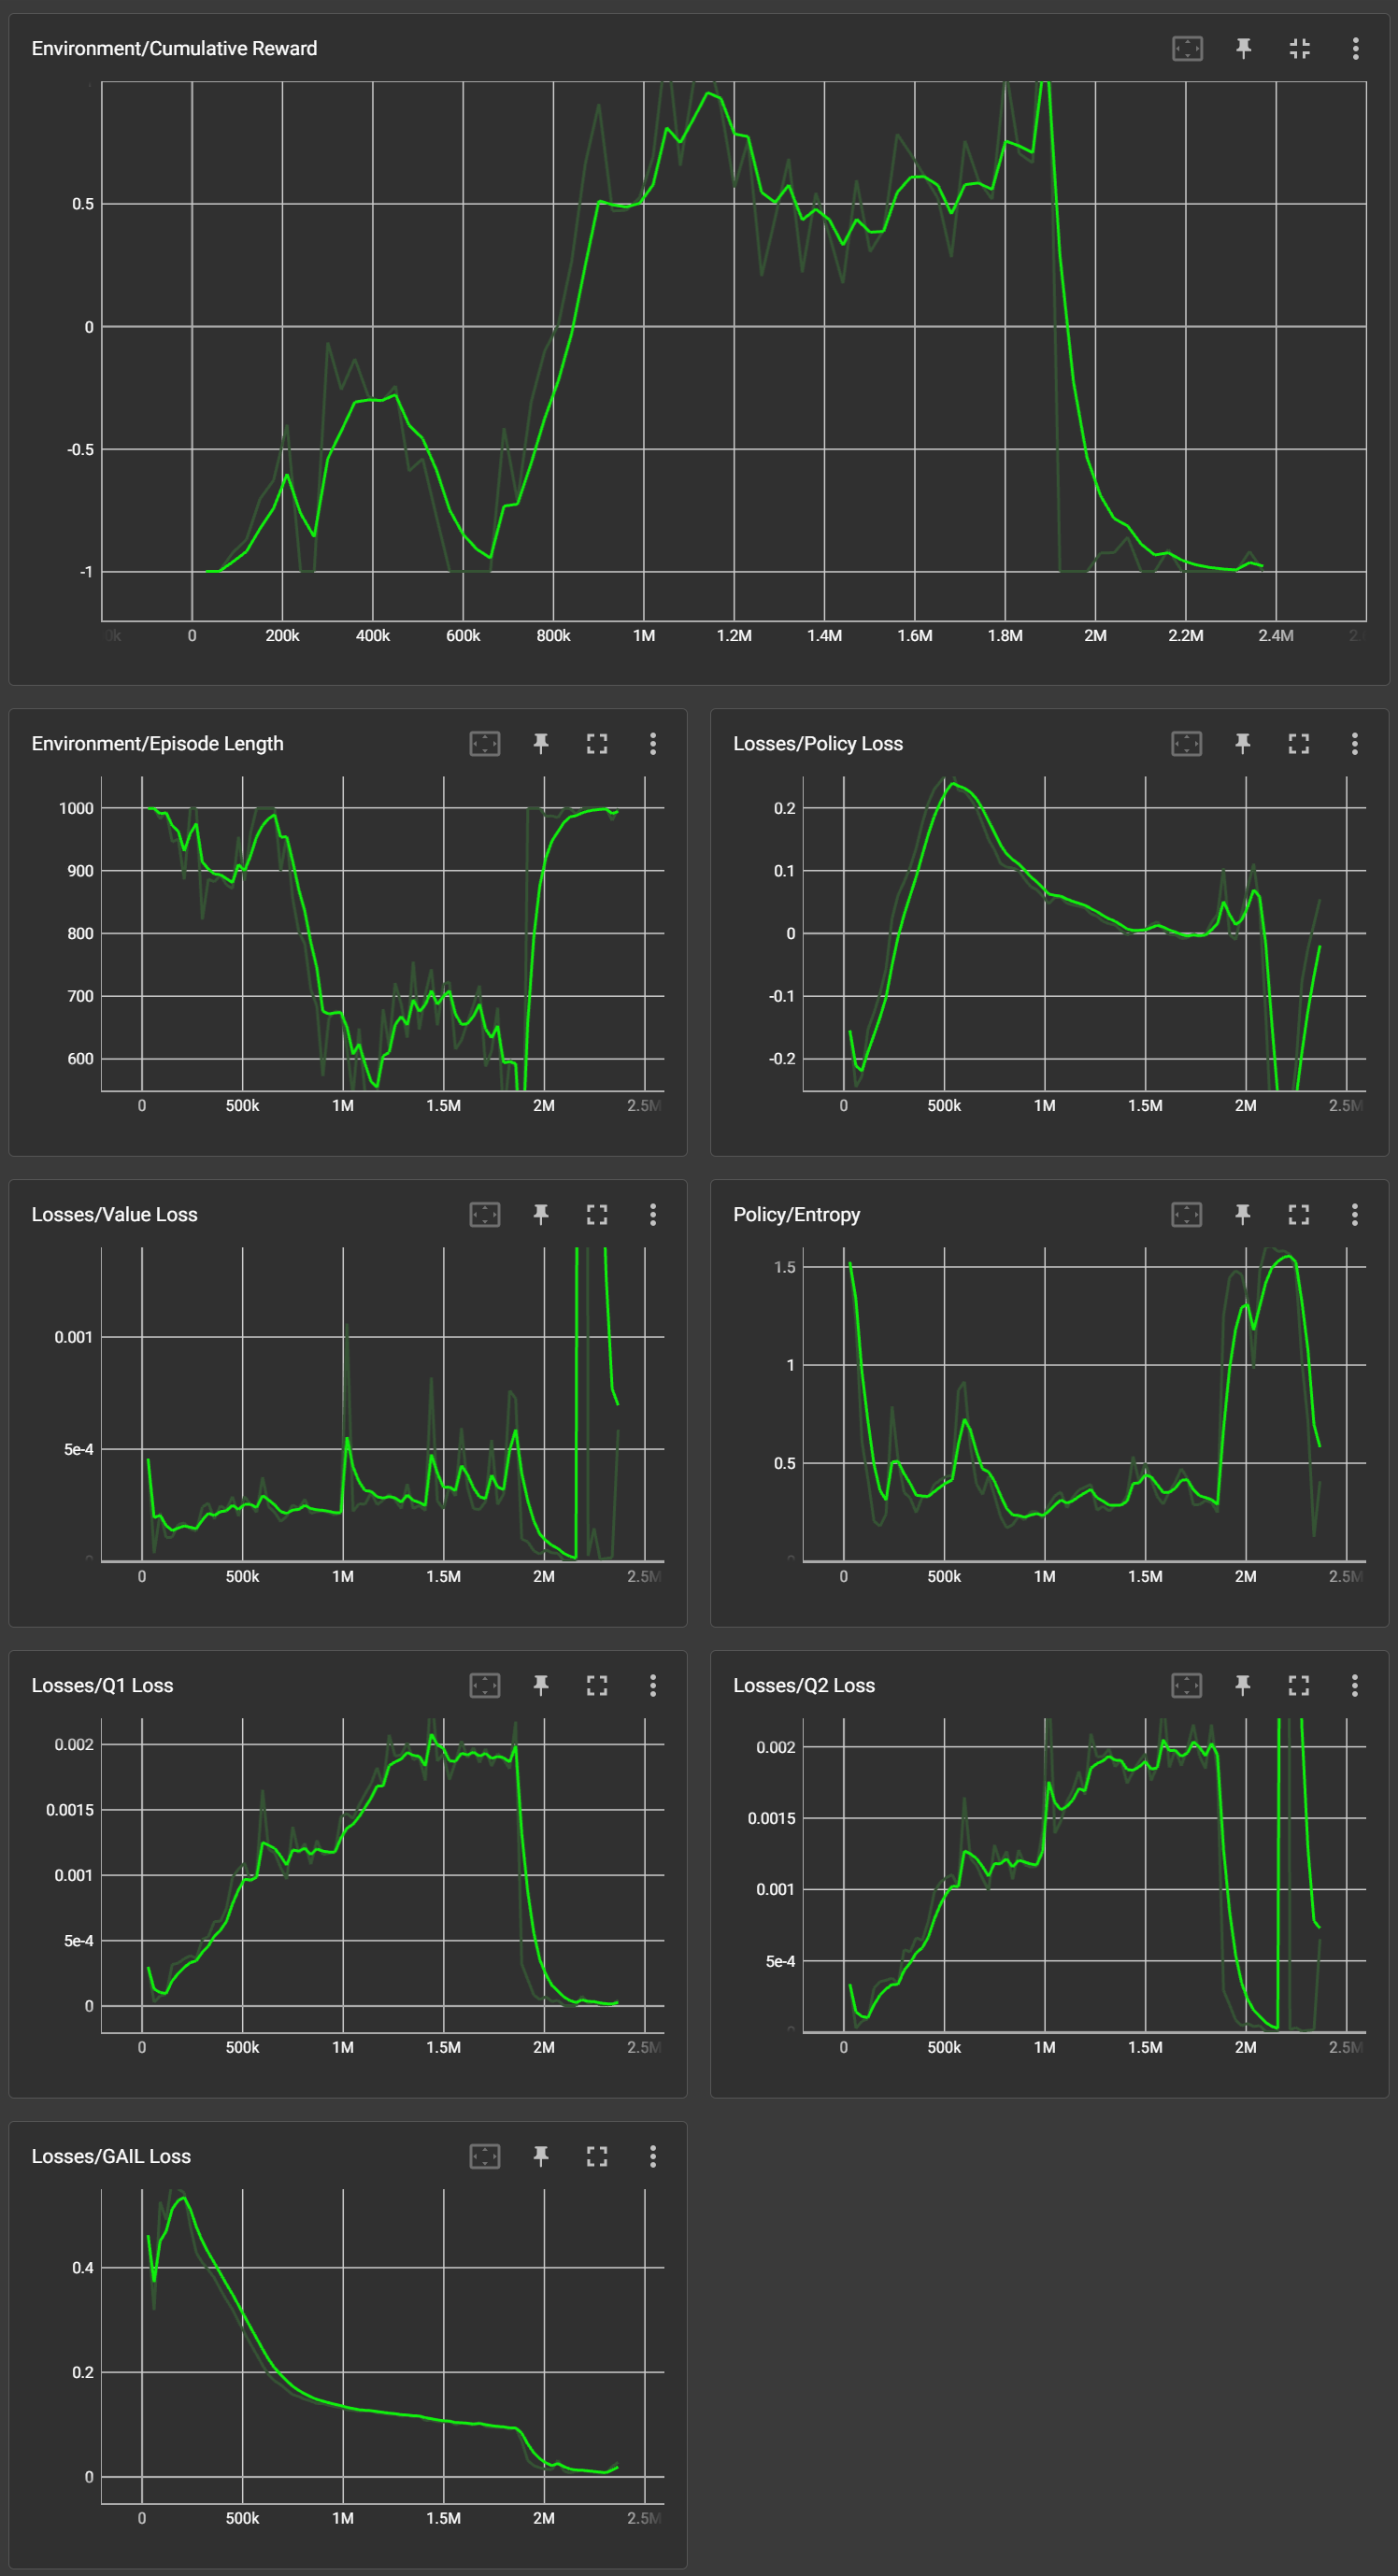 Environment/Cumulative Reward
0.5
0
-0.5
-1
0 200k 400k 600k 800k 1M 1.2M 1.4M 1.6M 1.8M 2M 2.2M 2.4M
Environment/Episode Length
1000
900
800
700
600
0 500k 1M 1.5M 2M 2.5M
Losses/Policy Loss
0.2
0.1
0
-0.1
-0.2
0 500k 1M 1.5M 2M 2.5M
Losses/Value Loss
0.001
5e-4
0
0 500k 1M 1.5M 2M 2.5M
Policy/Entropy
1.5
1
0.5
0
0 500k 1M 1.5M 2M 2.5M
Losses/Q1 Loss
0.002
0.0015
0.001
5e-4
0
0 500k 1M 1.5M 2M 2.5M
Losses/Q2 Loss
0.002
0.0015
0.001
5e-4
0
0 500k 1M 1.5M 2M 2.5M
Losses/GAIL Loss
0.4
0.2
0
0 500k 1M 1.5M 2M 2.5M